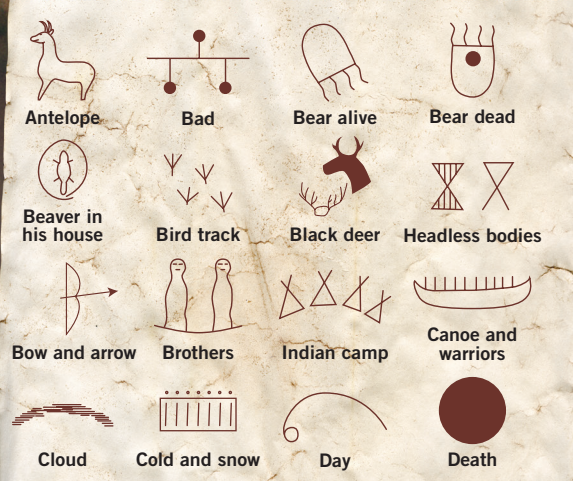 Antelope
Bad
Bear alive
Bear dead
Beaver in
his house
Bird track
Black deer
Headless bodies
Bow and arrow
Brothers
Indian camp
Canoe and
warriors
Cloud
Cold and snow
Day
Death